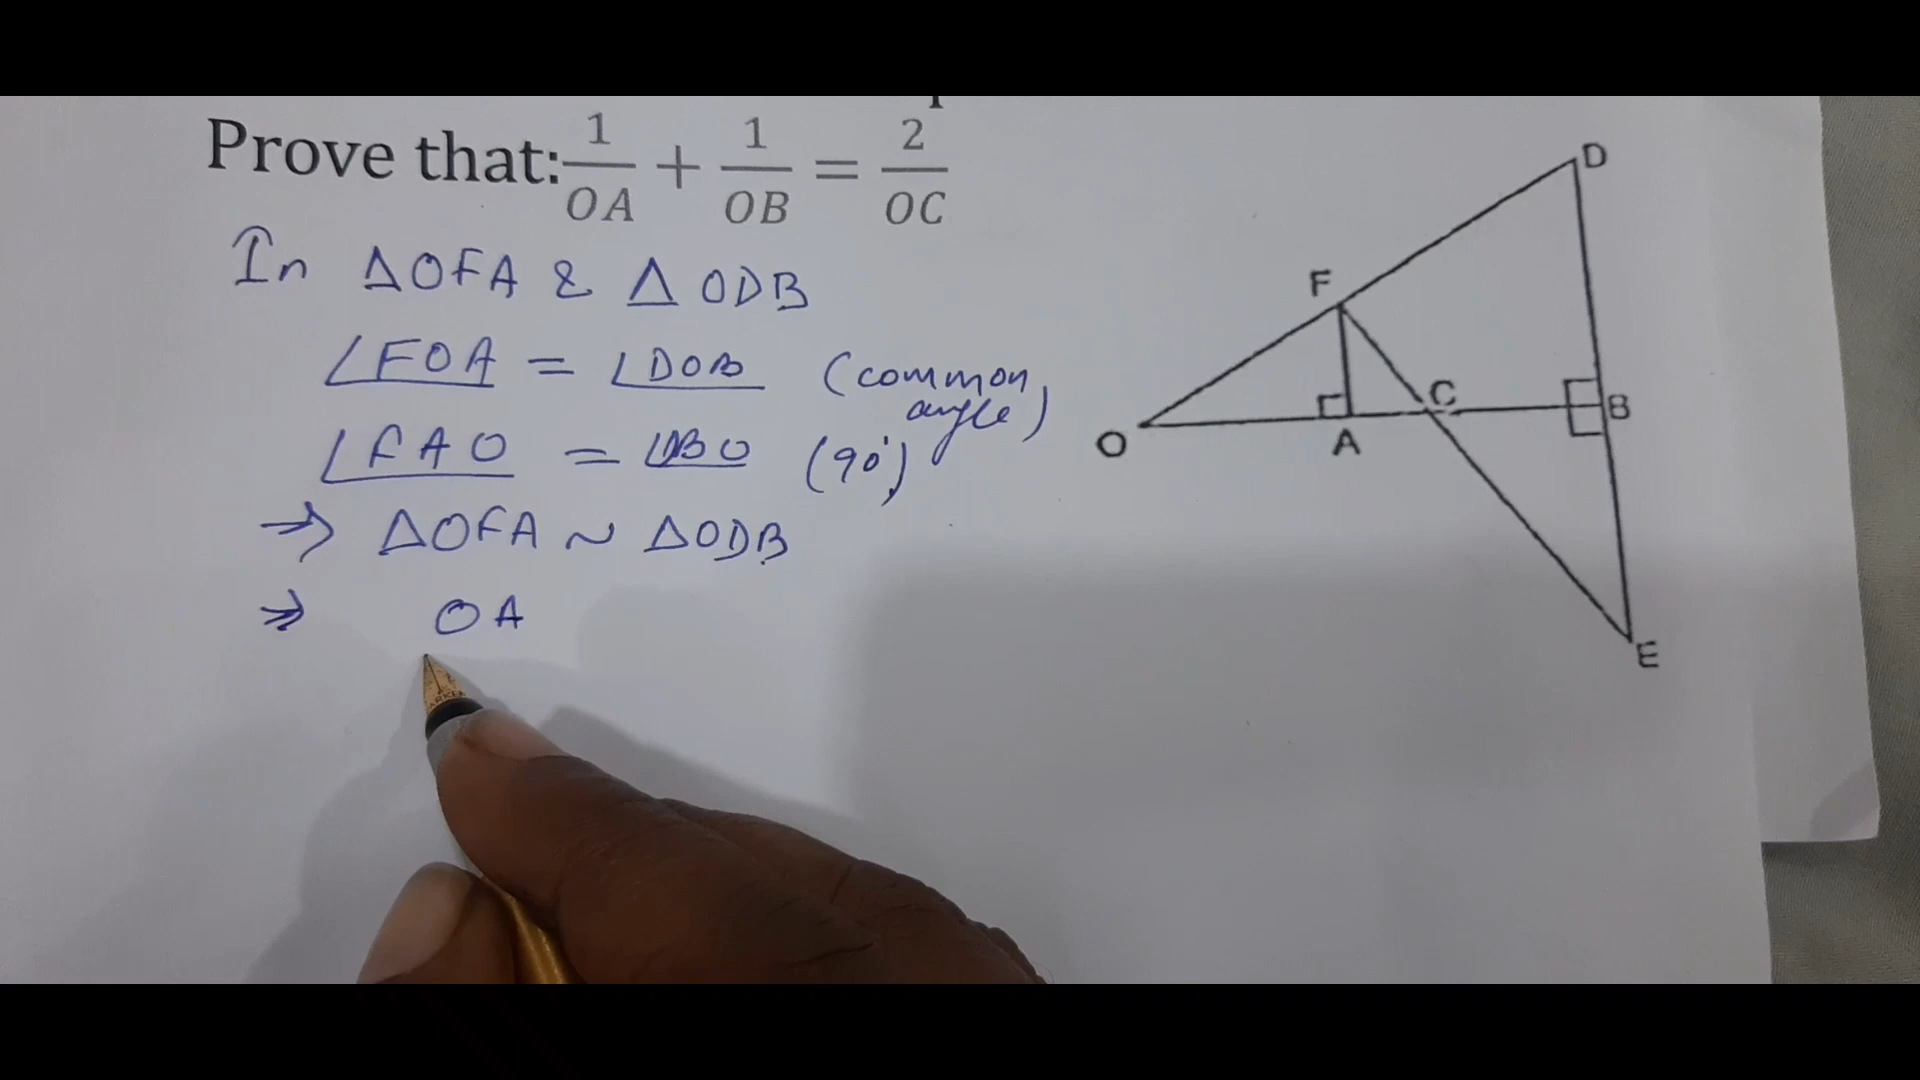 Prove that: 1/OA + 1/OB = 2/OC
In ΔOFA & ΔODB
∠FOA = ∠DOB (common angle)
∠FAO = ∠DBO (90°)
⇒ ΔOFA ~ ΔODB
⇒ OA
D
F
C
B
O
A
E